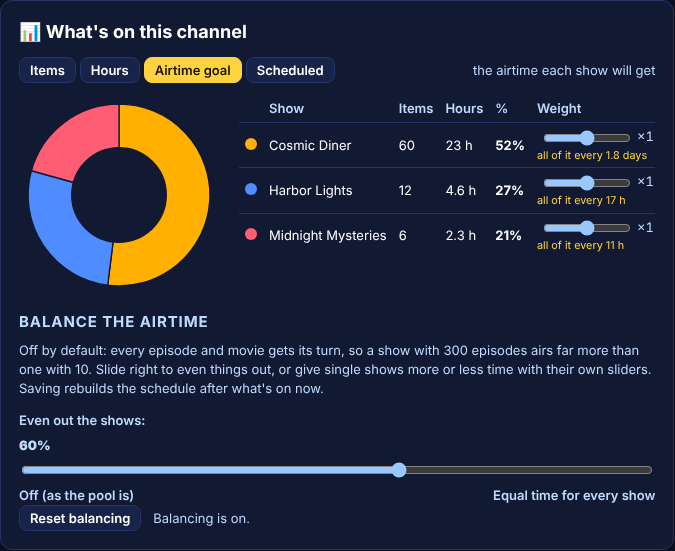 📊 What's on this channel
Items Hours Airtime goal Scheduled the airtime each show will get
Show Items Hours % Weight
Cosmic Diner 60 23 h 52% ×1
all of it every 1.8 days
Harbor Lights 12 4.6 h 27% ×1
all of it every 17 h
Midnight Mysteries 6 2.3 h 21% ×1
all of it every 11 h
BALANCE THE AIRTIME
Off by default: every episode and movie gets its turn, so a show with 300 episodes airs far more than
one with 10. Slide right to even things out, or give single shows more or less time with their own sliders.
Saving rebuilds the schedule after what's on now.
Even out the shows:
60%
Off (as the pool is) Equal time for every show
Reset balancing Balancing is on.